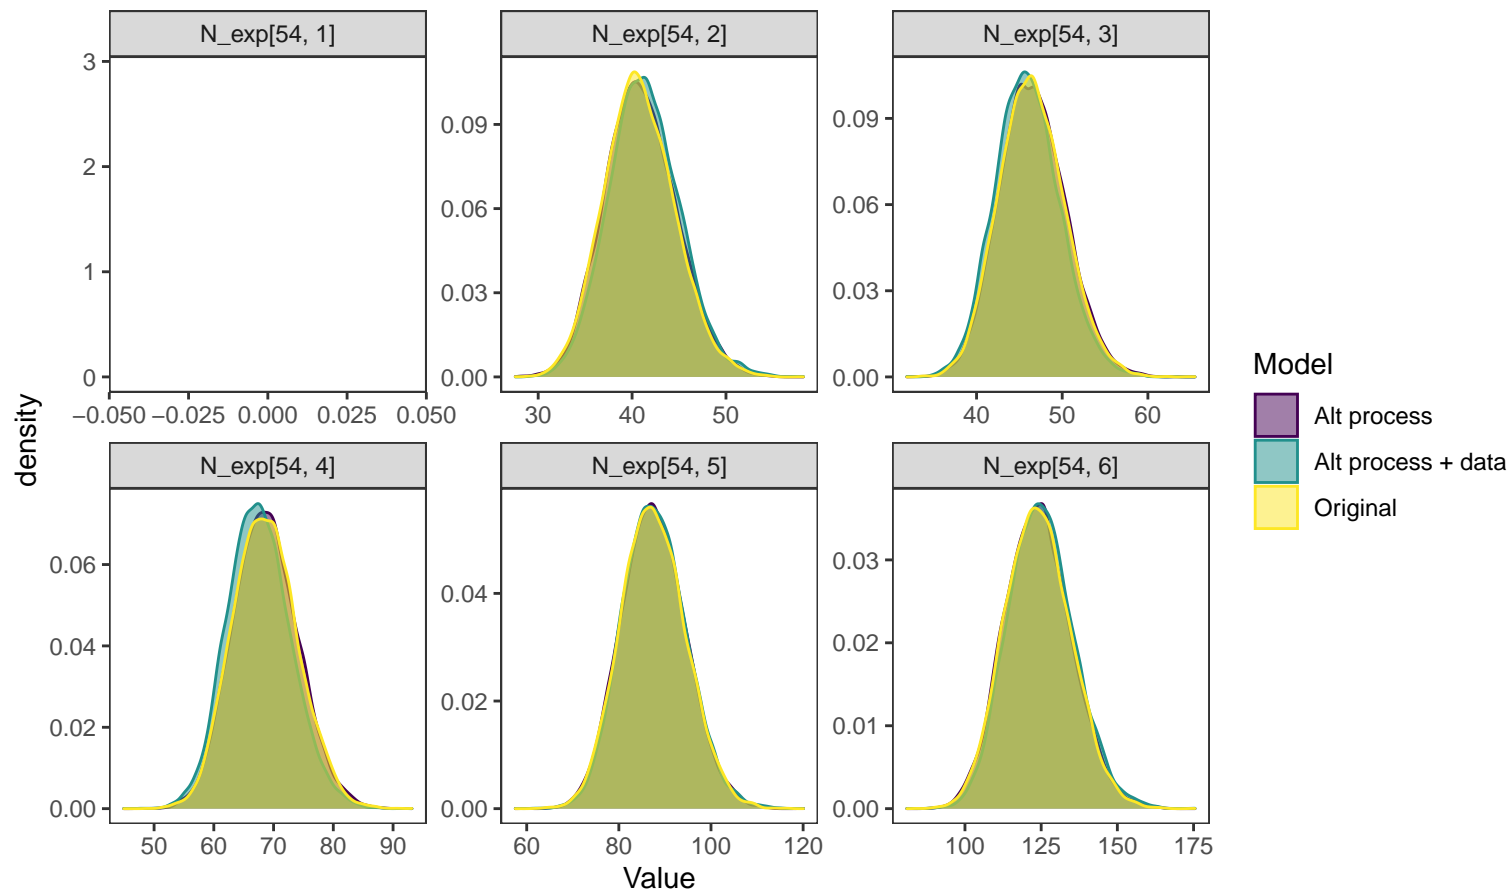 N_exp[54, 1]
N_exp[54, 2]
N_exp[54, 3]
3
2
1
0
0.09
0.06
0.03
0.00
0.09
0.06
0.03
0.00
−0.050 −0.025 0.000 0.025 0.050
30 40 50
40 50 60
density
N_exp[54, 4]
N_exp[54, 5]
N_exp[54, 6]
0.06
0.04
0.02
0.00
0.04
0.02
0.00
0.03
0.02
0.01
0.00
50 60 70 80 90
60 80 100 120
100 125 150 175
Value
Model
Alt process
Alt process + data
Original